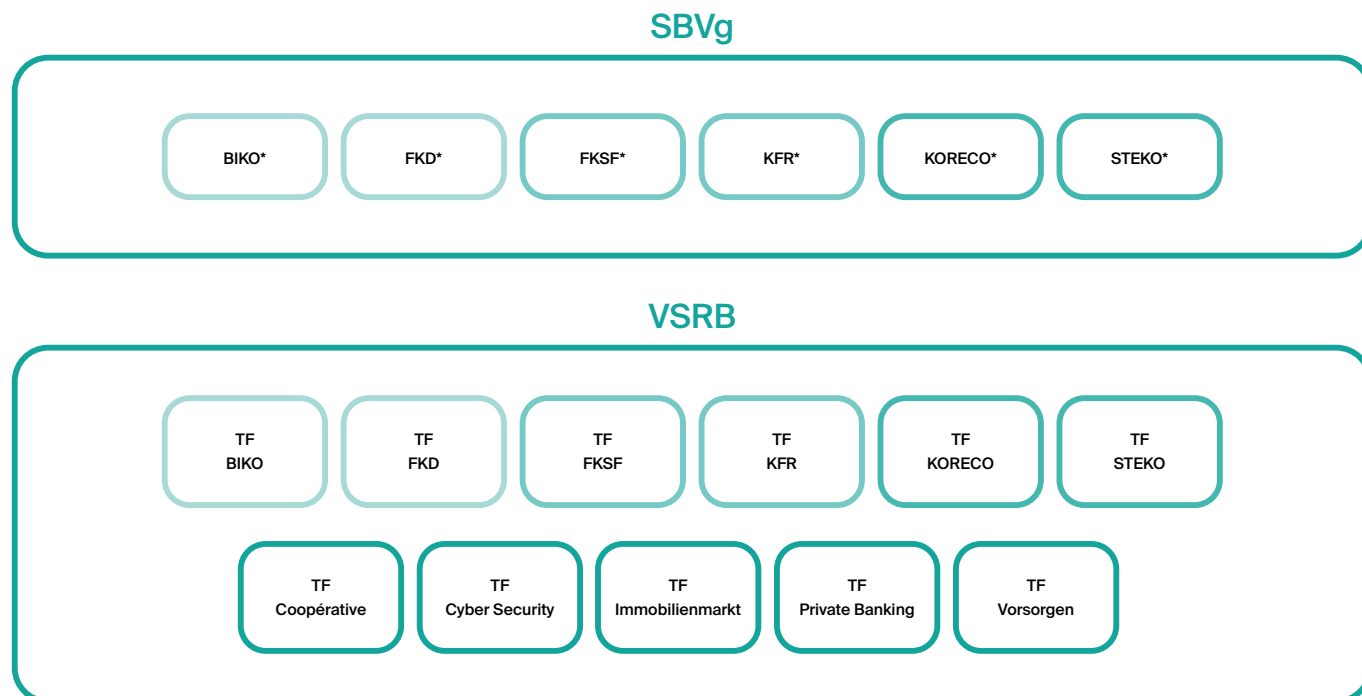 SBVg
BIKO*
FKD*
FKSF*
KFR*
KORECO*
STEKO*
VSRB
TF
BIKO
TF
FKD
TF
FKSF
TF
KFR
TF
KORECO
TF
STEKO
TF
Coopérative
TF
Cyber Security
TF
Immobilienmarkt
TF
Private Banking
TF
Vorsorgen